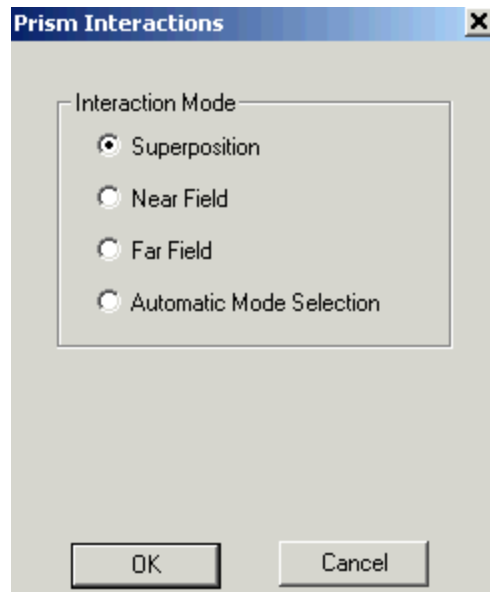 Prism Interactions
Interaction Mode
Superposition
Near Field
Far Field
Automatic Mode Selection
OK Cancel